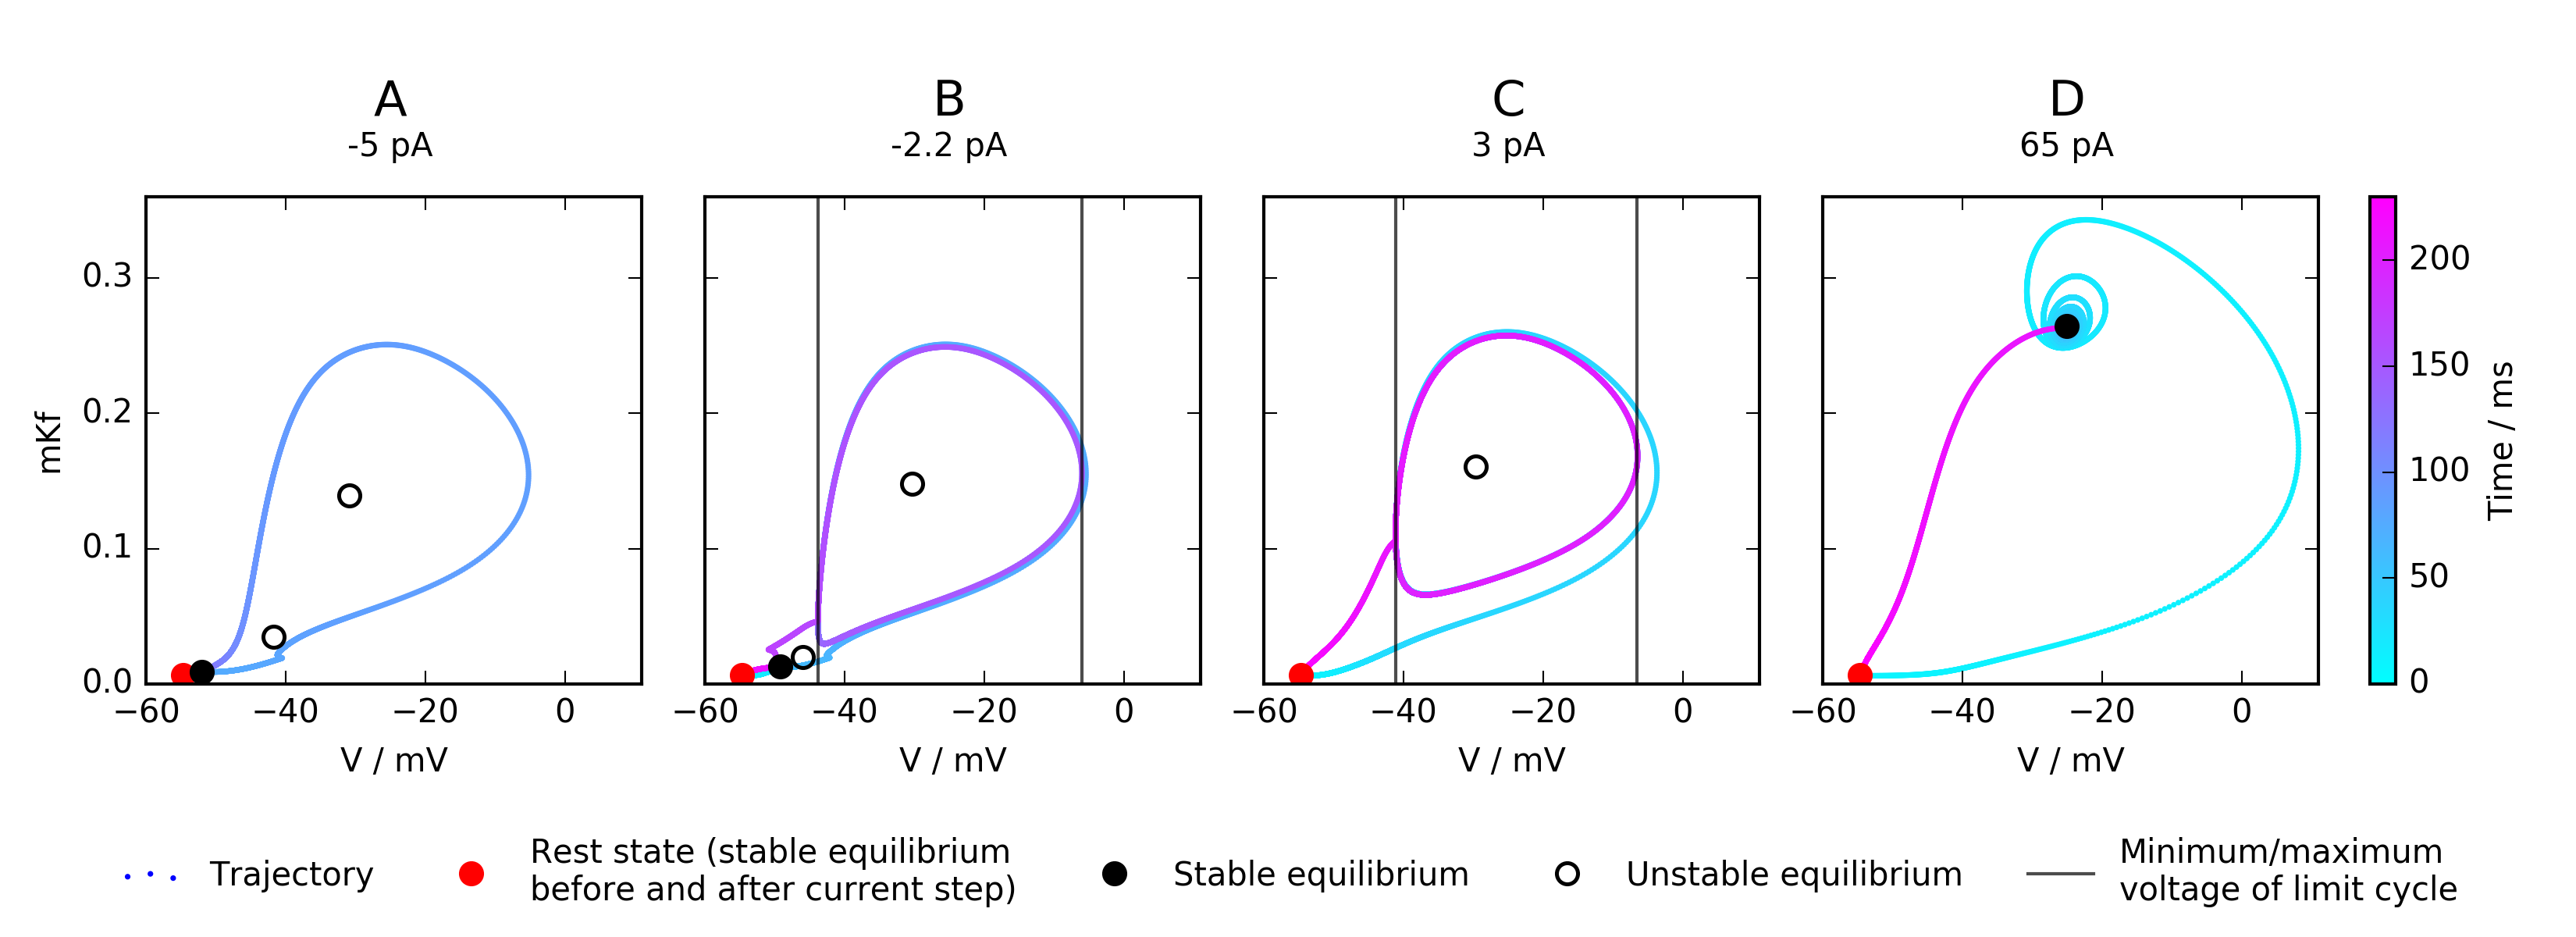 A
-5 pA
B
-2.2 pA
C
3 pA
D
65 pA
mKf
0.3
0.2
0.1
0.0
−60 −40 −20 0
−60 −40 −20 0
−60 −40 −20 0
−60 −40 −20 0
V / mV
V / mV
V / mV
V / mV
200
150
100
50
0
Time / ms
Trajectory
Rest state (stable equilibrium
before and after current step)
Stable equilibrium
Unstable equilibrium
Minimum/maximum
voltage of limit cycle